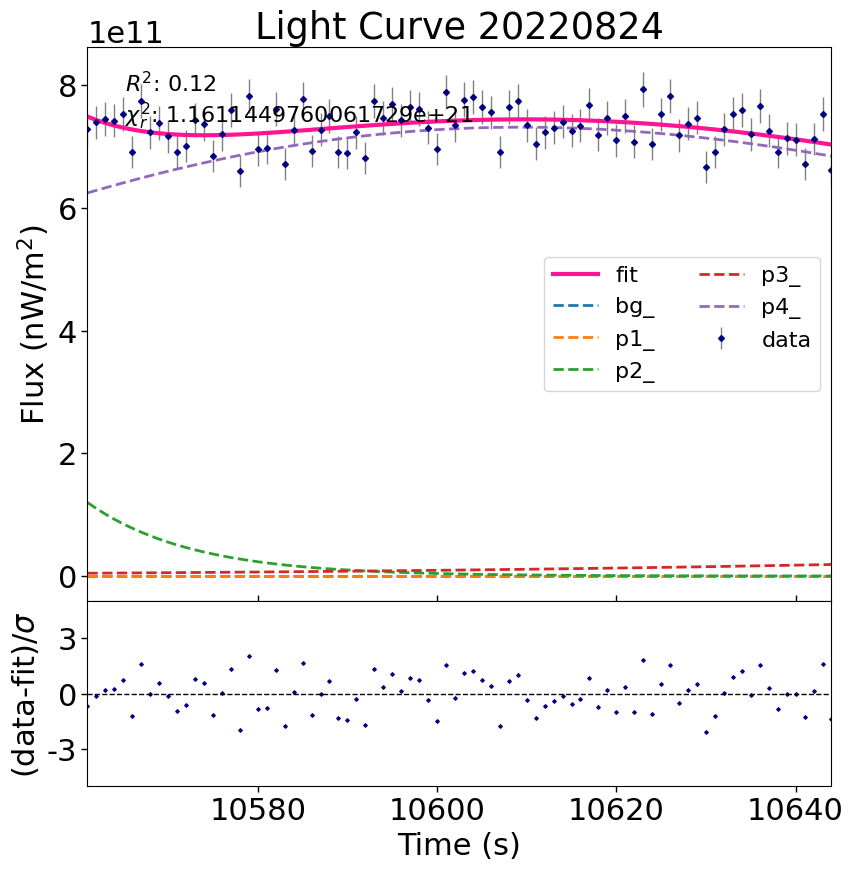 Light Curve 20220824
1e11
R²: 0.12
χ²ᵣ: 1.1611449760061729e+21
8
6
4
2
0
Flux (nW/m²)
fit
bg_
p1_
p2_
p3_
p4_
data
3
0
-3
(data-fit)/σ
10580
10600
10620
10640
Time (s)